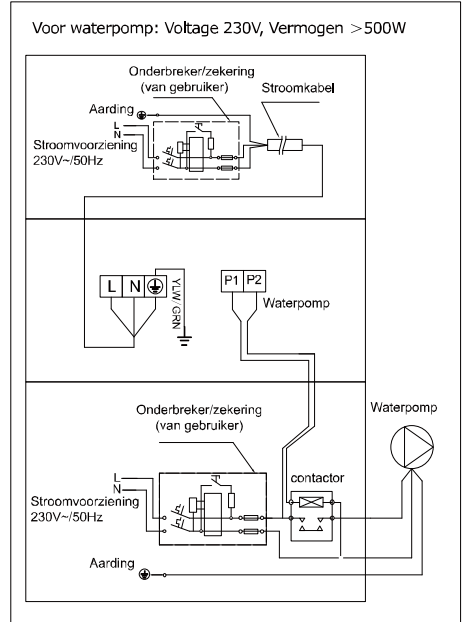 Voor waterpomp: Voltage 230V, Vermogen >500W
Onderbreker/zekering
(van gebruiker)
Stroomkabel
Aarding
L
N
Stroomvoorziening
230V~/50Hz
L N
YLW/GRN
P1 P2
Waterpomp
Onderbreker/zekering
(van gebruiker)
Waterpomp
contactor
L
N
Stroomvoorziening
230V~/50Hz
Aarding